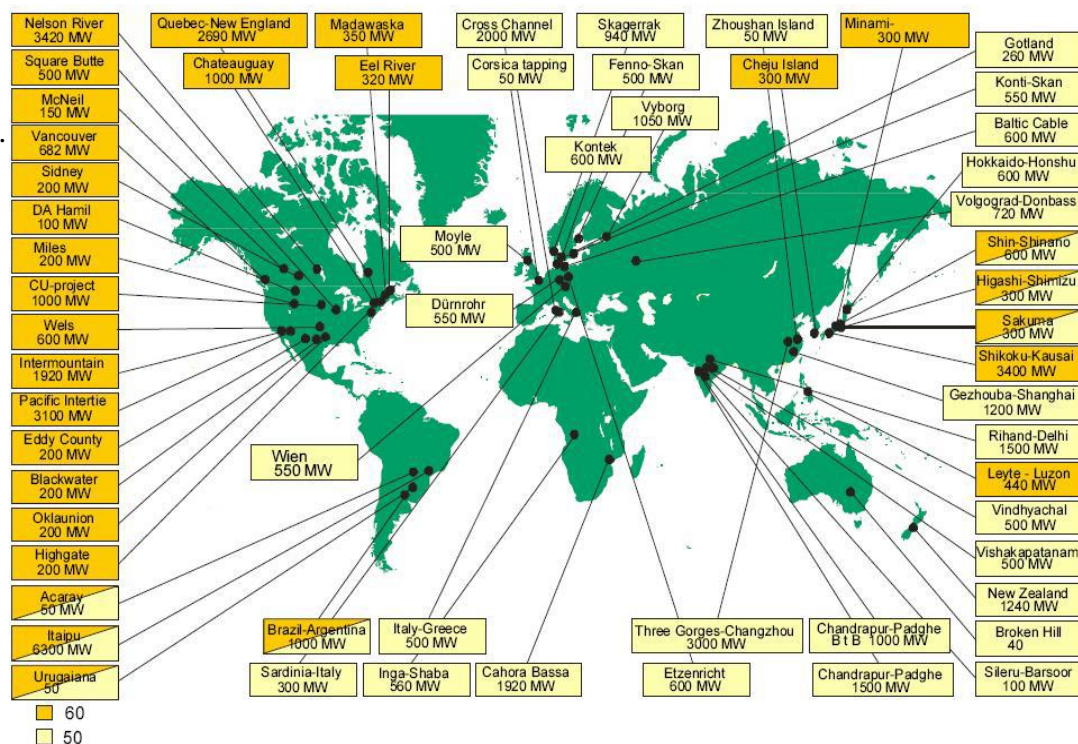 Nelson River
3420 MW
Square Butte
500 MW
McNeil
150 MW
Vancouver
682 MW
Sidney
200 MW
DA Hamil
100 MW
Miles
200 MW
CU-project
1000 MW
Wels
600 MW
Intermountain
1920 MW
Pacific Intertie
3100 MW
Eddy County
200 MW
Blackwater
200 MW
Oklaunion
200 MW
Highgate
200 MW
Acaray
50 MW
Itaipu
6300 MW
Urugaiana
50
60
50
Quebec-New England
2690 MW
Chateauguay
1000 MW
Madawaska
350 MW
Eel River
320 MW
Cross Channel
2000 MW
Corsica tapping
50 MW
Skagerrak
940 MW
Fenno-Skan
500 MW
Vyborg
1050 MW
Kontek
600 MW
Zhoushan Island
50 MW
Cheju Island
300 MW
Minami-
300 MW
Moyle
500 MW
Dürnrohr
550 MW
Wien
550 MW
Gotland
260 MW
Konti-Skan
550 MW
Baltic Cable
600 MW
Hokkaido-Honshu
600 MW
Volgograd-Donbass
720 MW
Shin-Shinano
600 MW
Higashi-Shimizu
300 MW
Sakuma
300 MW
Shikoku-Kausai
3400 MW
Gezhouba-Shanghai
1200 MW
Rihand-Delhi
1500 MW
Leyte - Luzon
440 MW
Vindhyachal
500 MW
Vishakapatanam
500 MW
New Zealand
1240 MW
Broken Hill
40
Sileru-Barsoor
100 MW
Brazil-Argentina
1000 MW
Sardinia-Italy
300 MW
Italy-Greece
500 MW
Inga-Shaba
560 MW
Cahora Bassa
1920 MW
Three Gorges-Changzhou
3000 MW
Etzenricht
600 MW
Chandrapur-Padghe
B t B 1000 MW
Chandrapur-Padghe
1500 MW